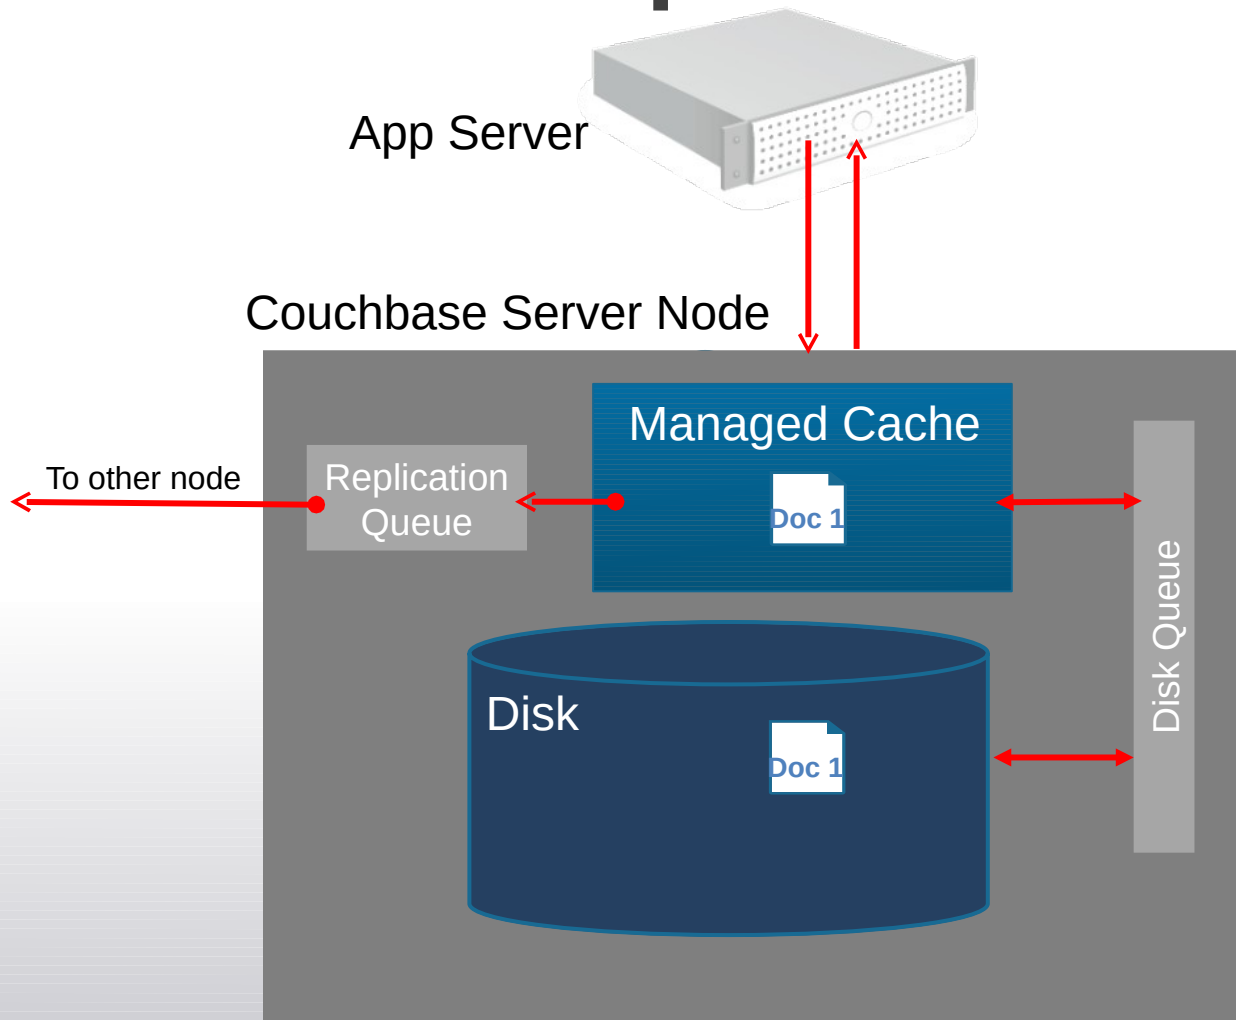 App Server
Couchbase Server Node
Managed Cache
To other node
Replication
Queue
Doc 1
Disk Queue
Disk
Doc 1